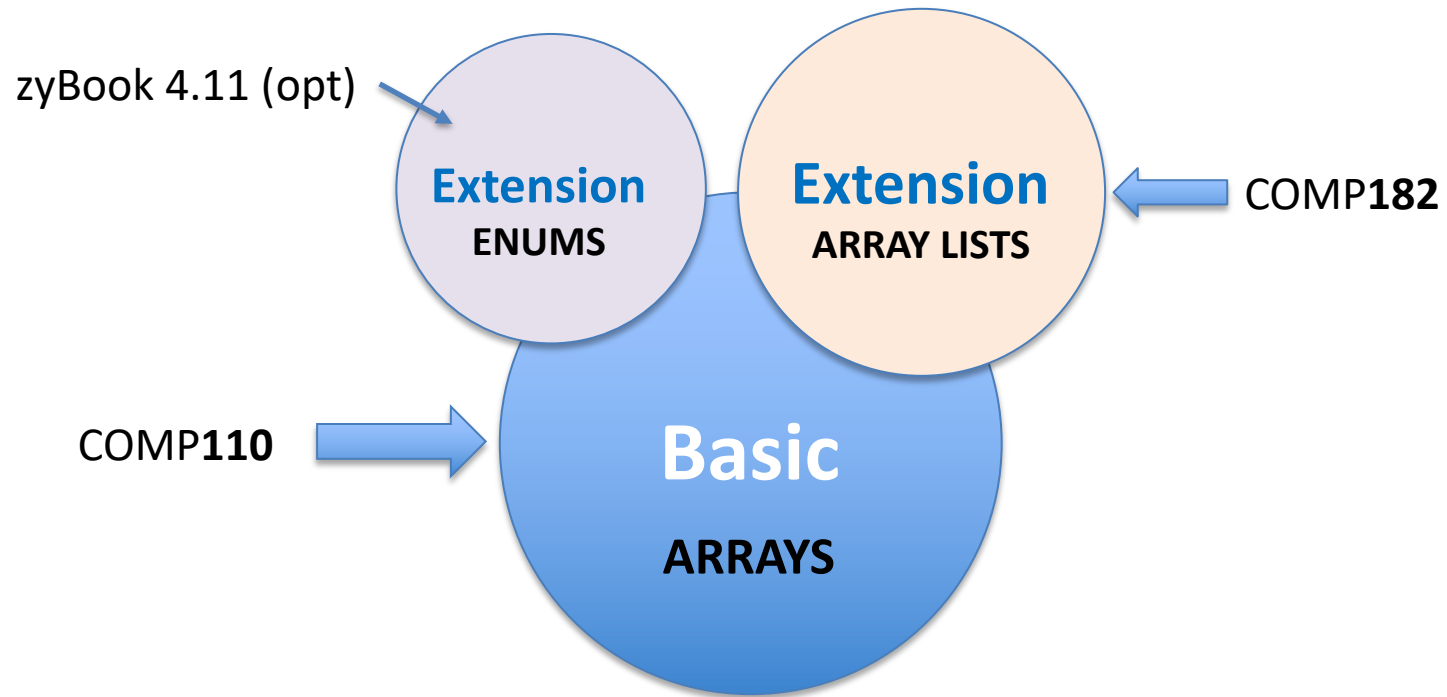 zyBook 4.11 (opt)
Extension
ENUMS
Extension
ARRAY LISTS
COMP182
COMP110
Basic
ARRAYS